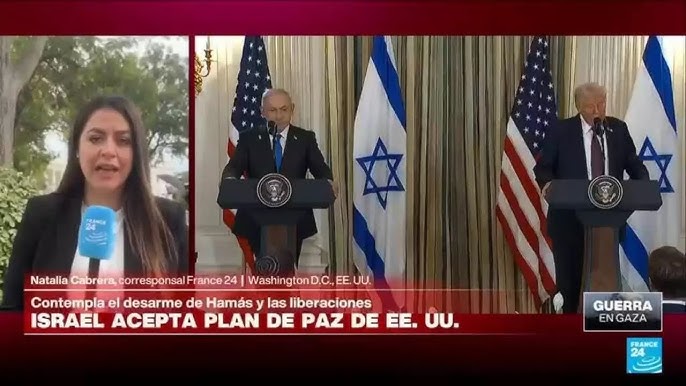 FRANCE
24
Natalia Cabrera, corresponsal France 24 | Washington D.C., EE. UU.
Contempla el desarme de Hamás y las liberaciones
ISRAEL ACEPTA PLAN DE PAZ DE EE. UU.
GUERRA
EN GAZA
FRANCE
24